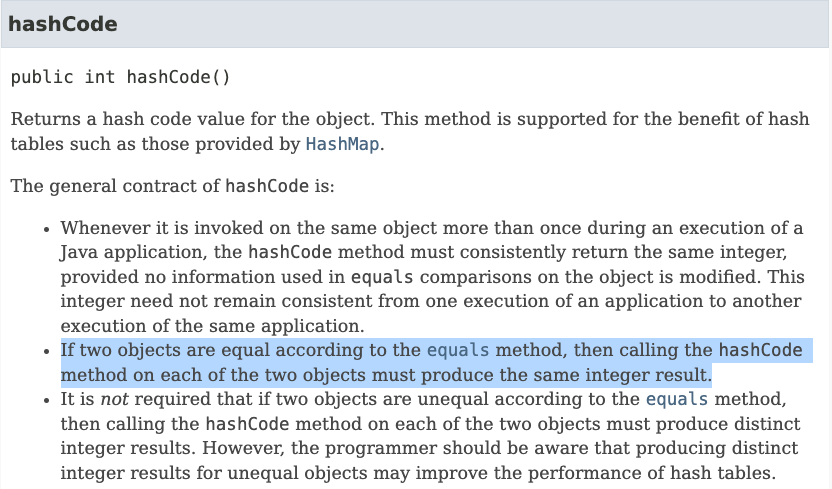 hashCode
public int hashCode()
Returns a hash code value for the object. This method is supported for the benefit of hash
tables such as those provided by HashMap.
The general contract of hashCode is:
• Whenever it is invoked on the same object more than once during an execution of a
Java application, the hashCode method must consistently return the same integer,
provided no information used in equals comparisons on the object is modified. This
integer need not remain consistent from one execution of an application to another
execution of the same application.
• If two objects are equal according to the equals method, then calling the hashCode
method on each of the two objects must produce the same integer result.
• It is not required that if two objects are unequal according to the equals method,
then calling the hashCode method on each of the two objects must produce distinct
integer results. However, the programmer should be aware that producing distinct
integer results for unequal objects may improve the performance of hash tables.